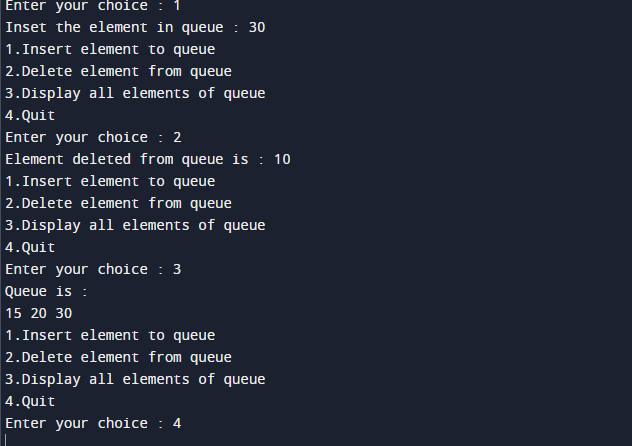 Enter your choice : 1
Inset the element in queue : 30
1.Insert element to queue
2.Delete element from queue
3.Display all elements of queue
4.Quit
Enter your choice : 2
Element deleted from queue is : 10
1.Insert element to queue
2.Delete element from queue
3.Display all elements of queue
4.Quit
Enter your choice : 3
Queue is :
15 20 30
1.Insert element to queue
2.Delete element from queue
3.Display all elements of queue
4.Quit
Enter your choice : 4